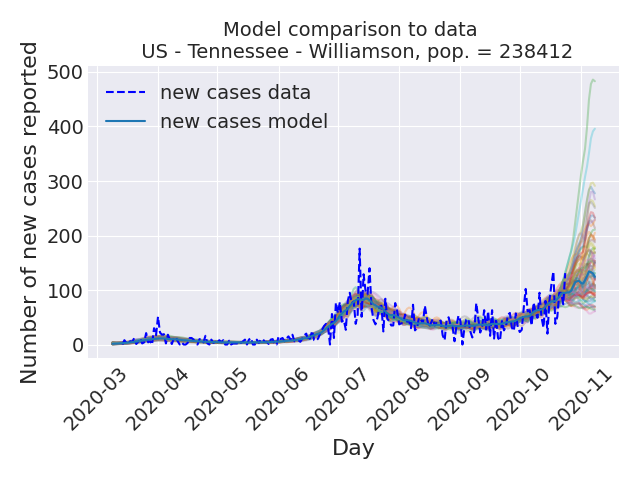 Model comparison to data
US - Tennessee - Williamson, pop. = 238412
Number of new cases reported
500
400
300
200
100
0
new cases data
new cases model
2020-03
2020-04
2020-05
2020-06
2020-07
2020-08
2020-09
2020-10
2020-11
Day